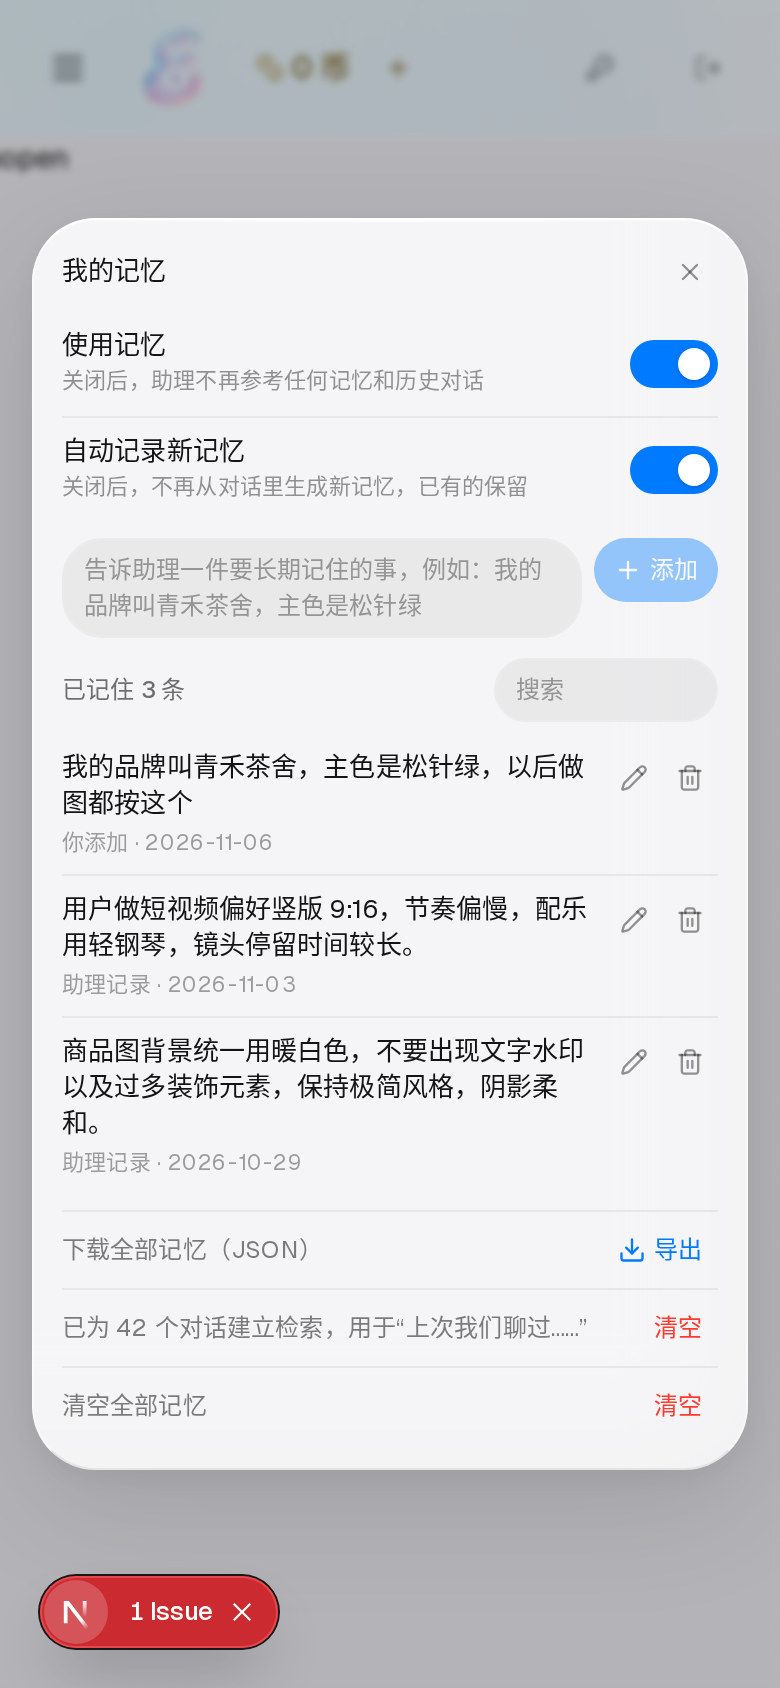 0 币
open
我的记忆
使用记忆
关闭后，助理不再参考任何记忆和历史对话
自动记录新记忆
关闭后，不再从对话里生成新记忆，已有的保留
告诉助理一件要长期记住的事，例如：我的
品牌叫青禾茶舍，主色是松针绿
添加
已记住 3 条
搜索
我的品牌叫青禾茶舍，主色是松针绿，以后做
图都按这个
你添加 · 2026-11-06
用户做短视频偏好竖版 9:16，节奏偏慢，配乐
用轻钢琴，镜头停留时间较长。
助理记录 · 2026-11-03
商品图背景统一用暖白色，不要出现文字水印
以及过多装饰元素，保持极简风格，阴影柔
和。
助理记录 · 2026-10-29
下载全部记忆（JSON）
导出
已为 42 个对话建立检索，用于“上次我们聊过……”
清空
清空全部记忆
清空
N
1 Issue